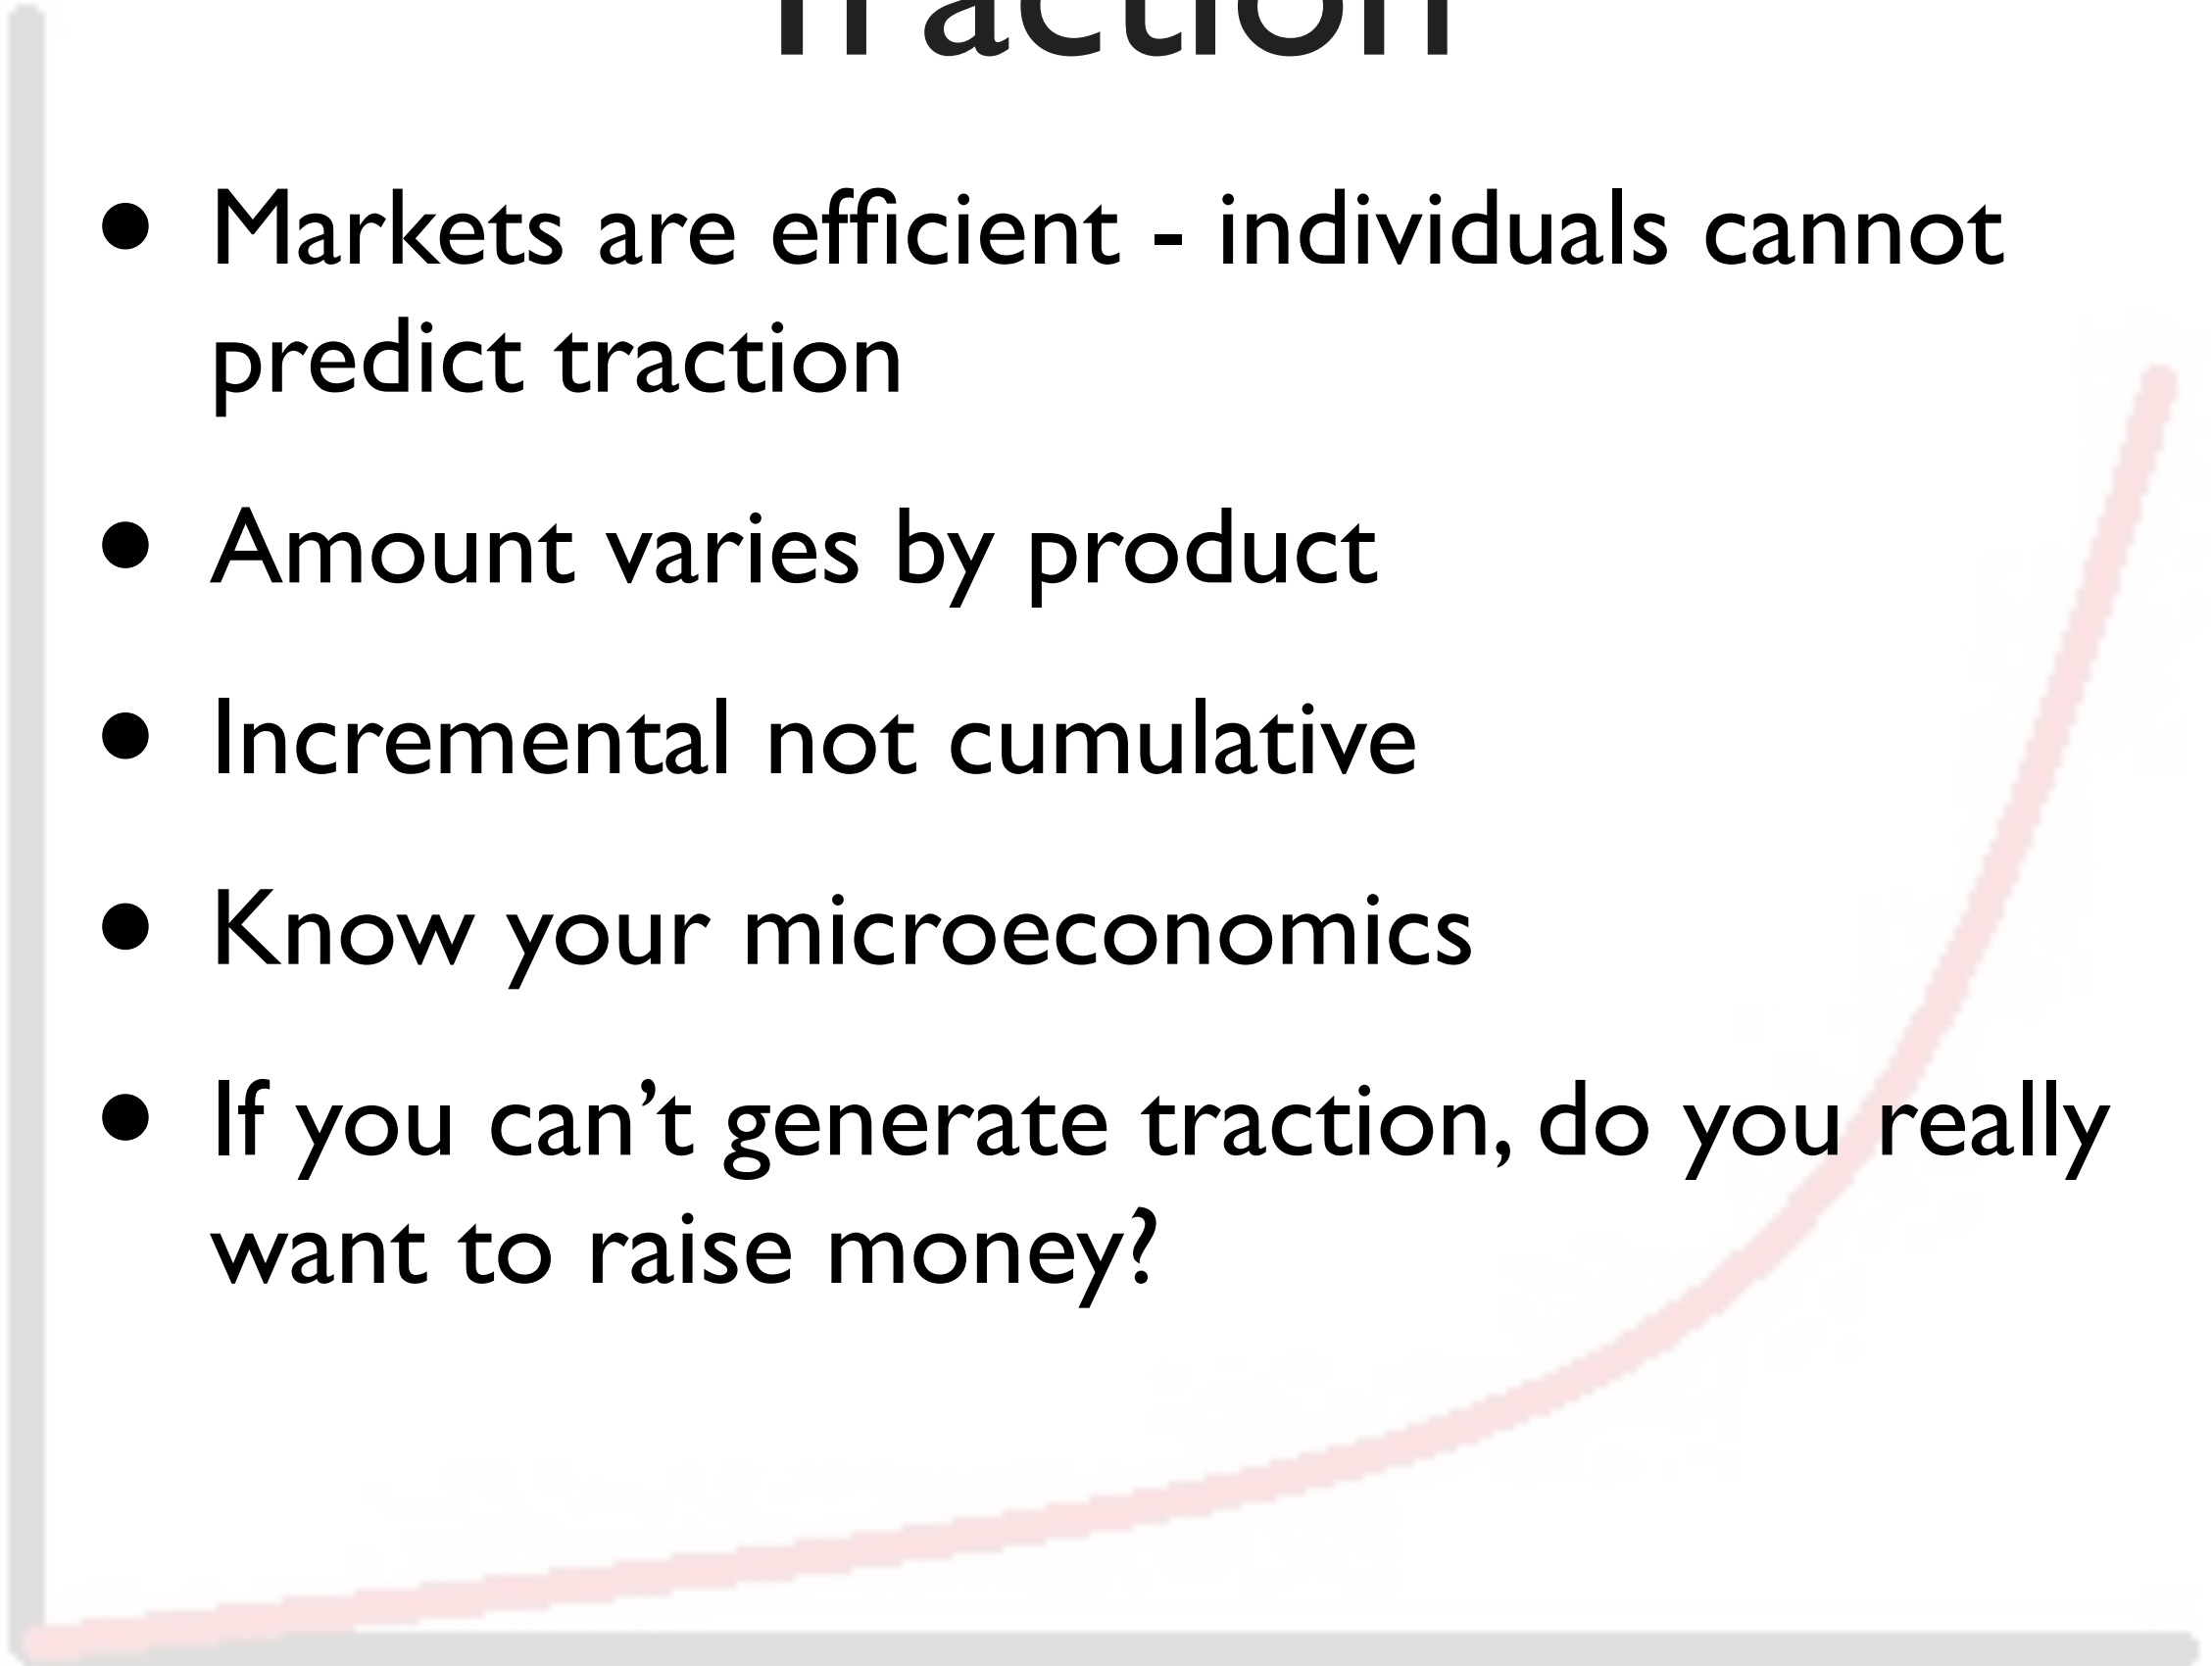 Traction
• Markets are efficient - individuals cannot
predict traction
• Amount varies by product
• Incremental not cumulative
• Know your microeconomics
• If you can’t generate traction, do you really
want to raise money?